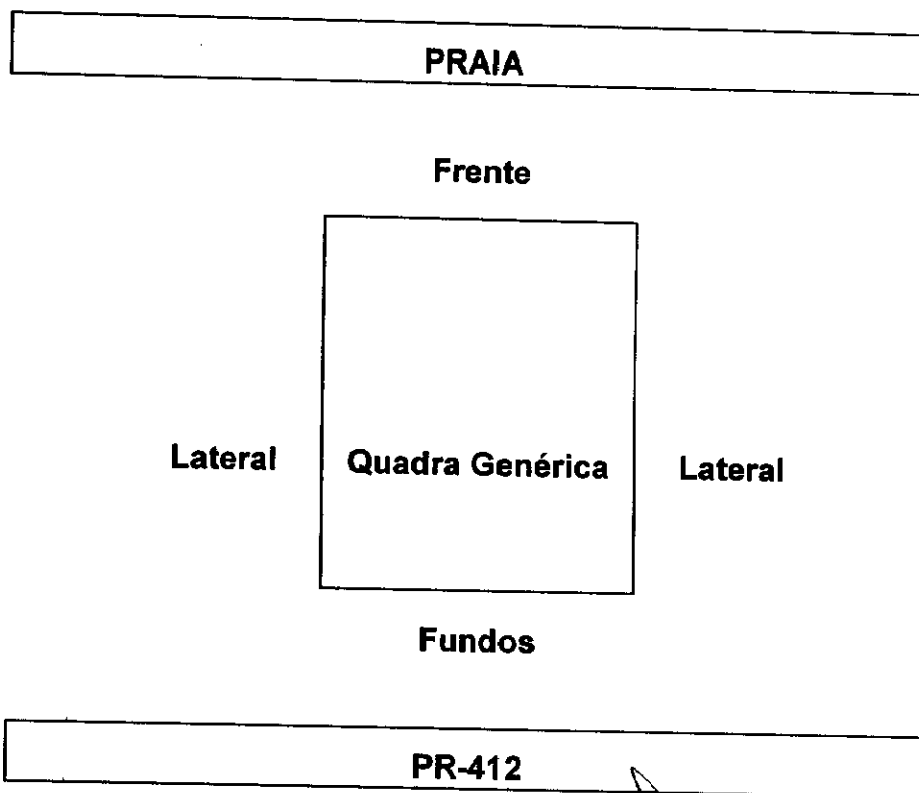 PRAIA
Frente
Lateral
Quadra Genérica
Lateral
Fundos
PR-412